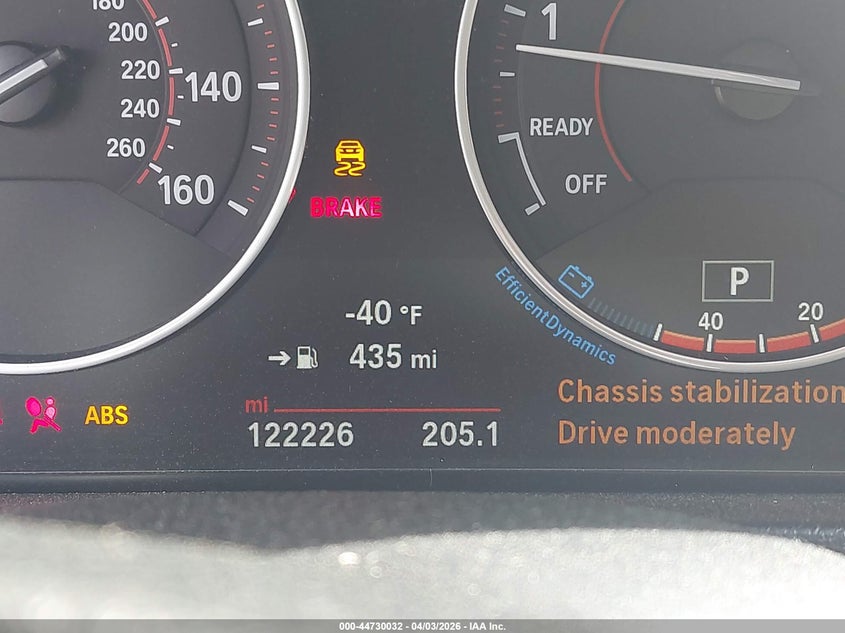 180
200
220
240
260
140
160
1
READY
OFF
BRAKE
P
40
20
EfficientDynamics
-40 °F
435 mi
ABS
mi
122226
205.1
Chassis stabilization
Drive moderately
000-44730032 - 04/03/2026 - IAA Inc.